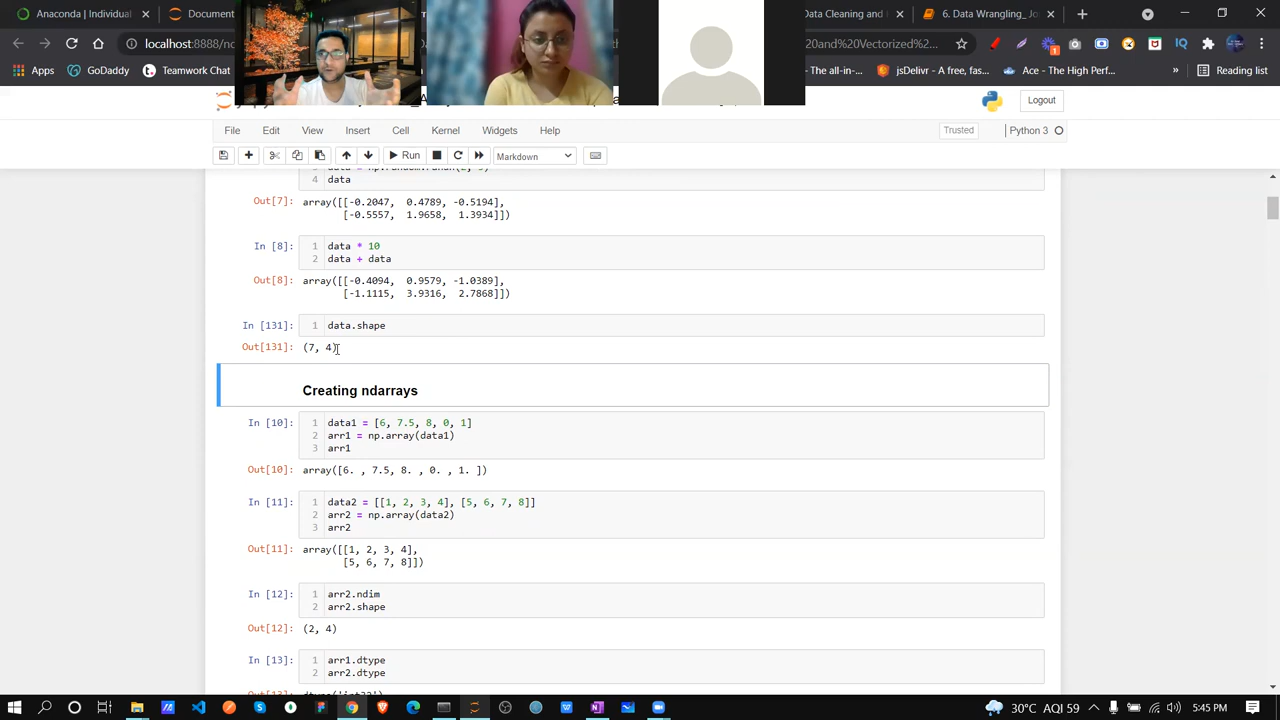 Anaconda | Individual
Document
Data Cleaning and
6. Data Wrangling_ Jo
localhost:8888/no
20and%20Vectorized%20
Apps
GoDaddy
Teamwork Chat
jsDelivr - A free, fas...
Ace - The High Perf...
Reading list
Logout
File Edit View Insert Cell Kernel Widgets Help
Trusted
Python 3
Run
Markdown
4 data
Out[7]: array([[-0.2047, 0.4789, -0.5194],
[-0.5557, 1.9658, 1.3934]])
In [8]: 1 data * 10
2 data + data
Out[8]: array([[-0.4094, 0.9579, -1.0389],
[-1.1115, 3.9316, 2.7868]])
In [131]: 1 data.shape
Out[131]: (7, 4)
Creating ndarrays
In [10]: 1 data1 = [6, 7.5, 8, 0, 1]
2 arr1 = np.array(data1)
3 arr1
Out[10]: array([6. , 7.5, 8. , 0. , 1. ])
In [11]: 1 data2 = [[1, 2, 3, 4], [5, 6, 7, 8]]
2 arr2 = np.array(data2)
3 arr2
Out[11]: array([[1, 2, 3, 4],
[5, 6, 7, 8]])
In [12]: 1 arr2.ndim
2 arr2.shape
Out[12]: (2, 4)
In [13]: 1 arr1.dtype
2 arr2.dtype
30°C AQI 59
ENG
5:45 PM